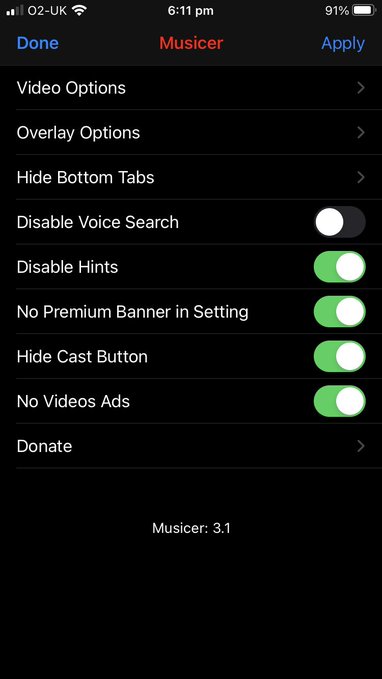 O2-UK 6:11 pm 91%
Done Musicer Apply
Video Options
Overlay Options
Hide Bottom Tabs
Disable Voice Search
Disable Hints
No Premium Banner in Setting
Hide Cast Button
No Videos Ads
Donate
Musicer: 3.1